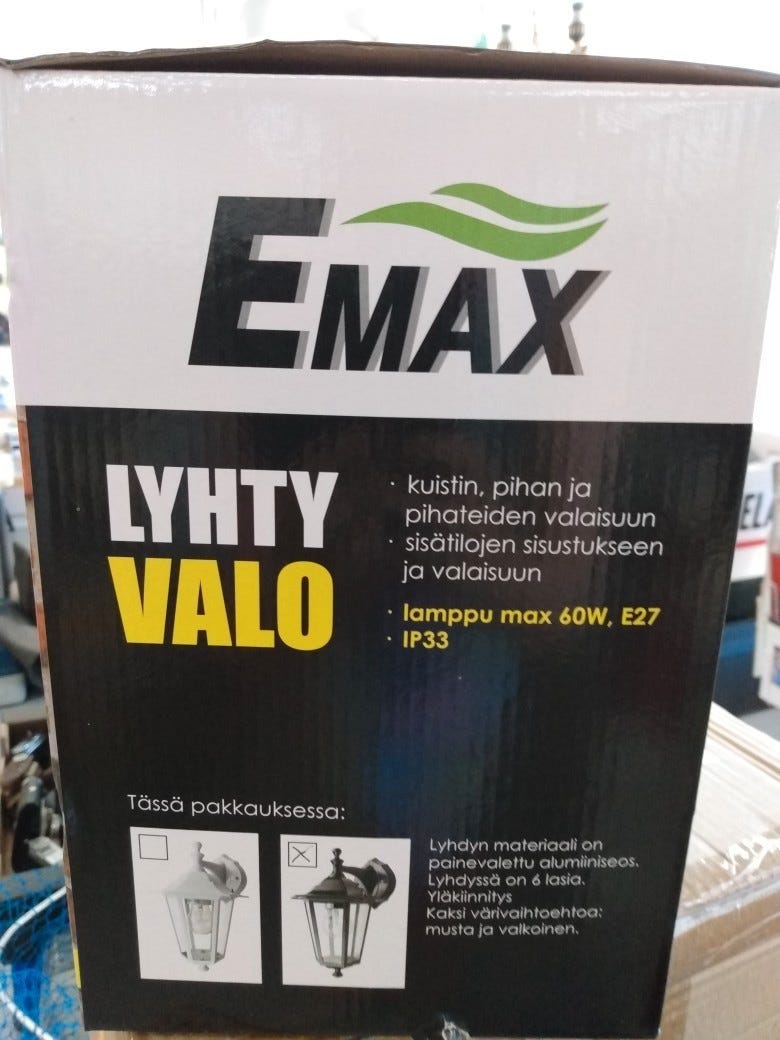 EMAX
LYHTY
VALO
· kuistin, pihan ja
pihateiden valaisuun
· sisätilojen sisustukseen
ja valaisuun
· lamppu max 60W, E27
· IP33
Tässä pakkauksessa:
Lyhdyn materiaali on
painevalettu alumiiniseos.
Lyhdyssä on 6 lasia.
Yläkiinnitys
Kaksi värivaihtoehtoa:
musta ja valkoinen.